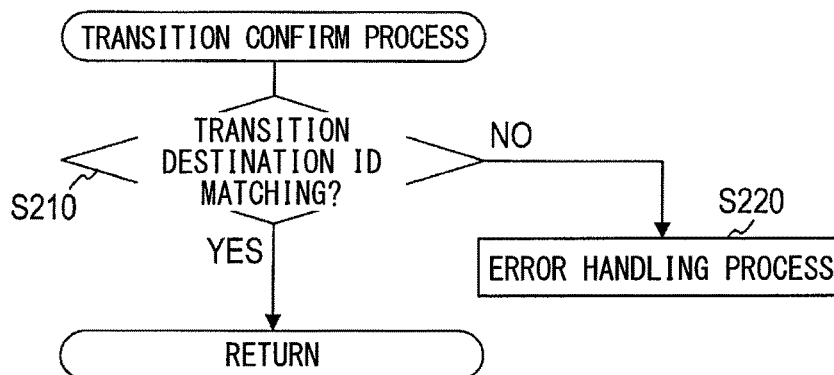 TRANSITION CONFIRM PROCESS
TRANSITION
DESTINATION ID
MATCHING?
NO
S210
S220
YES
ERROR HANDLING PROCESS
RETURN